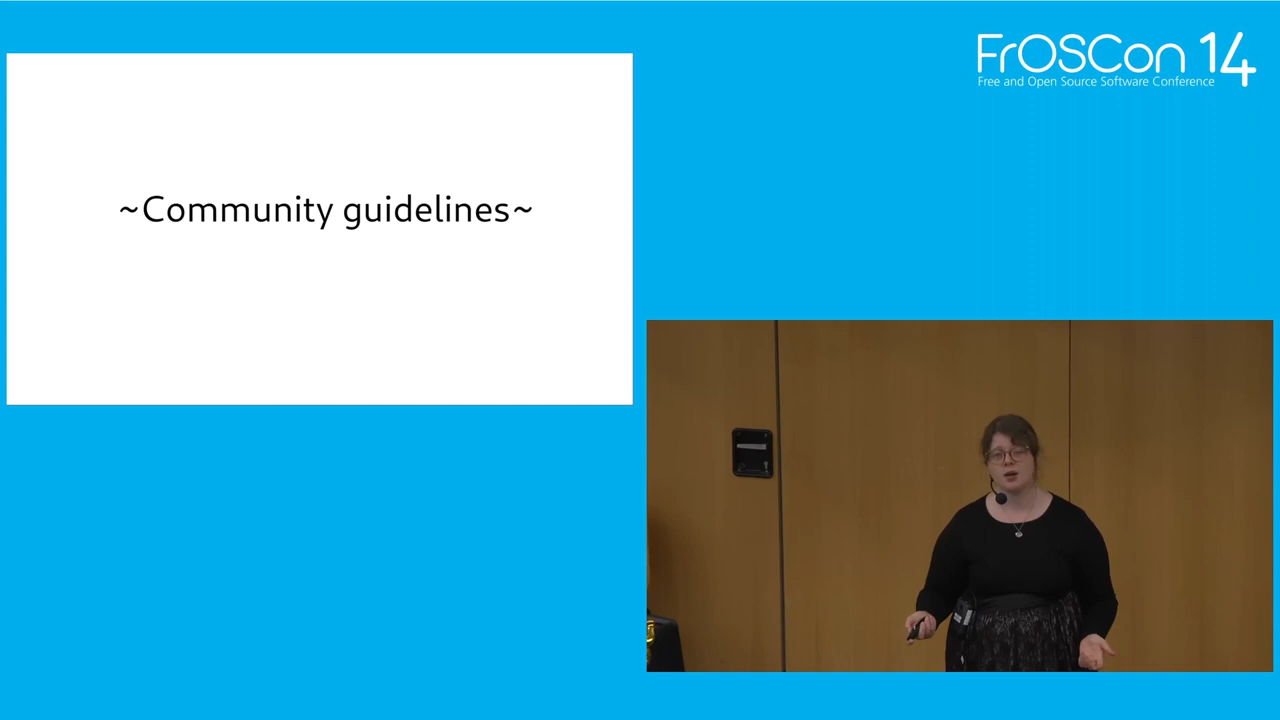 FrOSCon 14
Free and Open Source Software Conference
~Community guidelines~